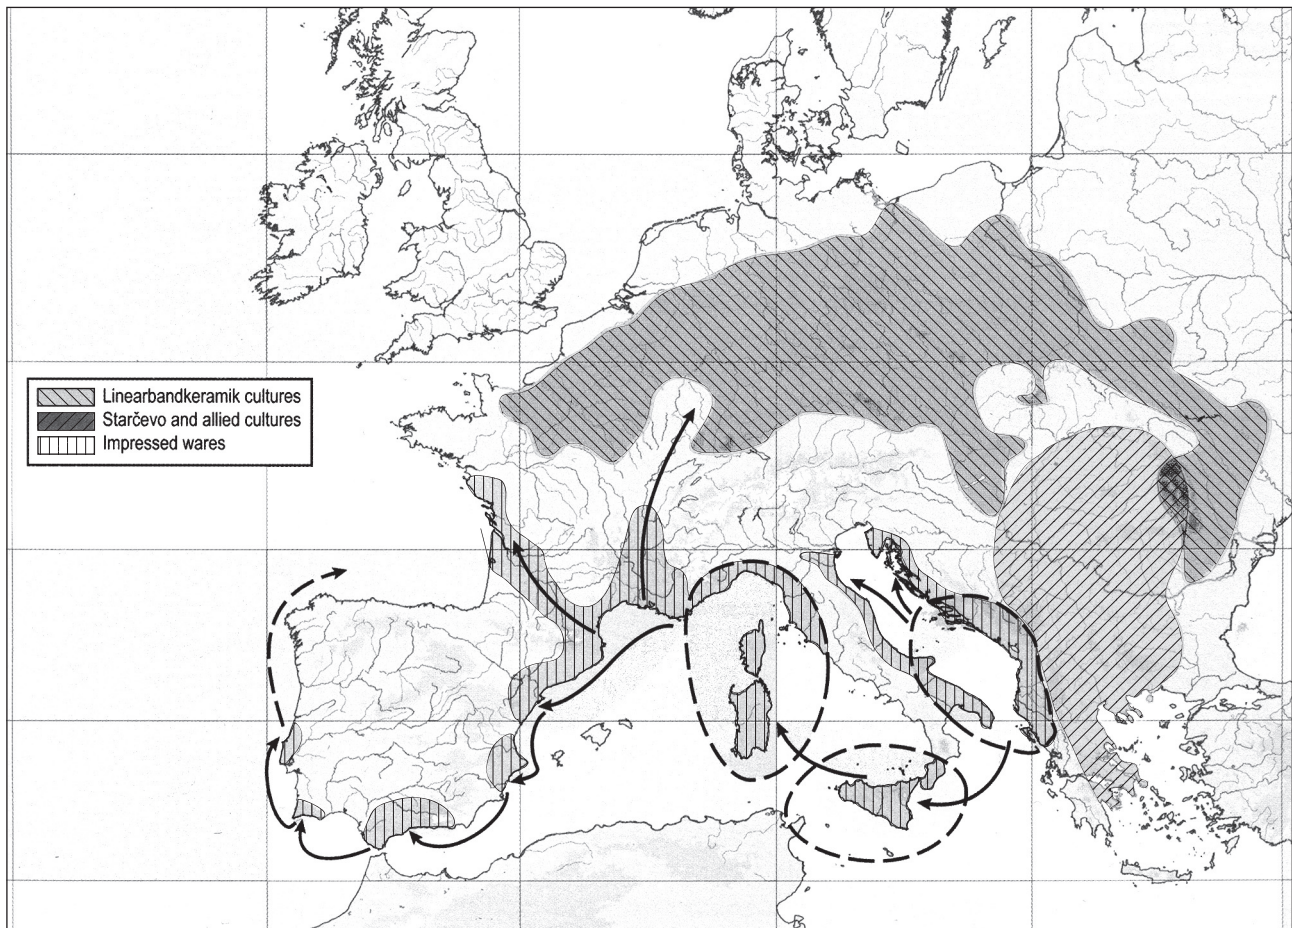 Linearbandkeramik cultures
Starčevo and allied cultures
Impressed wares